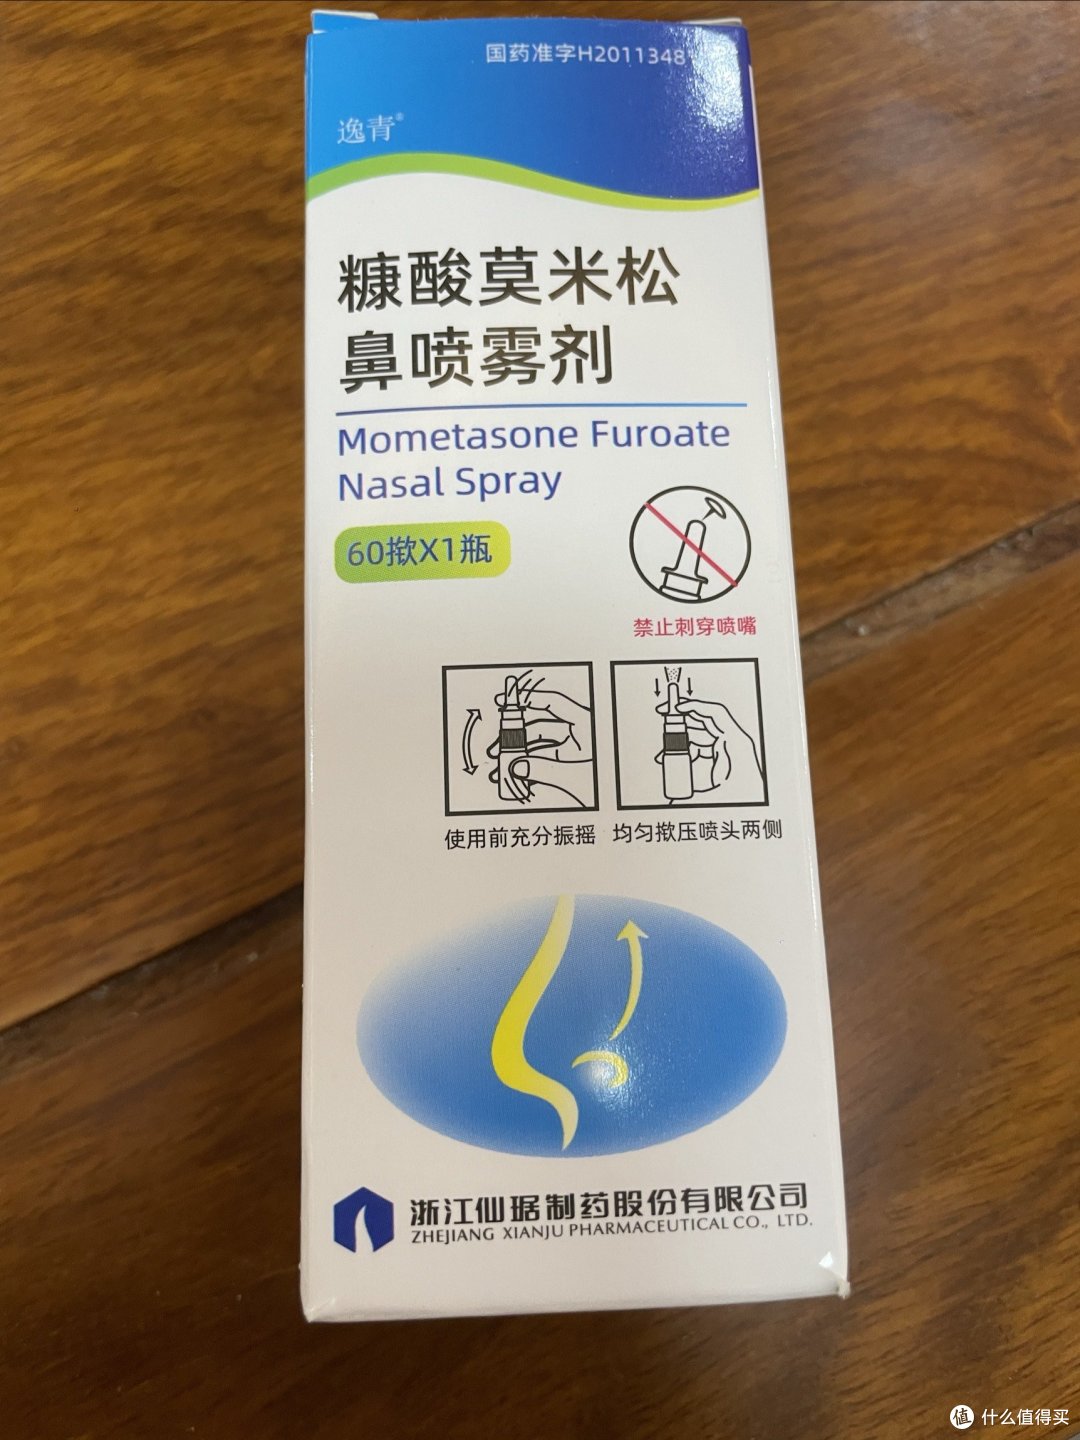 国药准字H2011348
逸青®
糠酸莫米松
鼻喷雾剂
Mometasone Furoate
Nasal Spray
60揿X1瓶
禁止刺穿喷嘴
使用前充分振摇 均匀揿压喷头两侧
浙江仙琚制药股份有限公司
ZHEJIANG XIANJU PHARMACEUTICAL CO., LTD.
值 什么值得买